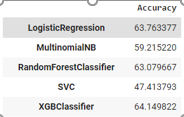 Accuracy
LogisticRegression 63.763377
MultinomialNB 59.215220
RandomForestClassifier 63.079667
SVC 47.413793
XGBClassifier 64.149822